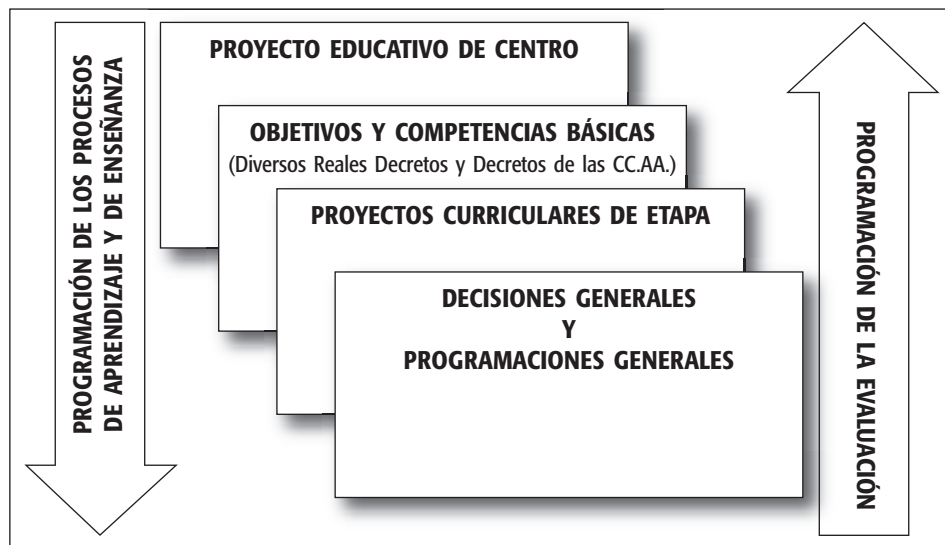 PROGRAMACIÓN DE LOS PROCESOS
DE APRENDIZAJE Y DE ENSEÑANZA
PROYECTO EDUCATIVO DE CENTRO
OBJETIVOS Y COMPETENCIAS BÁSICAS
(Diversos Reales Decretos y Decretos de las CC.AA.)
PROYECTOS CURRICULARES DE ETAPA
DECISIONES GENERALES
Y
PROGRAMACIONES GENERALES
PROGRAMACIÓN DE LA EVALUACIÓN